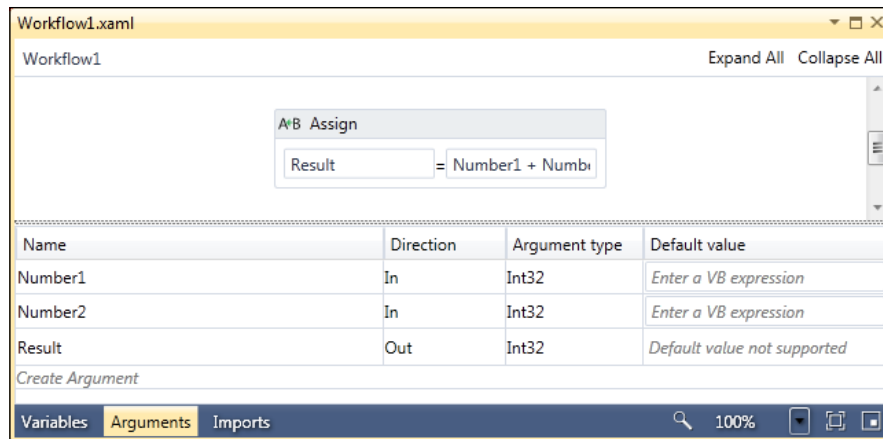 Workflow1.xaml
Workflow1 Expand All Collapse All
A+B Assign
Result = Number1 + Numbe
Name Direction Argument type Default value
Number1 In Int32 Enter a VB expression
Number2 In Int32 Enter a VB expression
Result Out Int32 Default value not supported
Create Argument
Variables Arguments Imports 100%